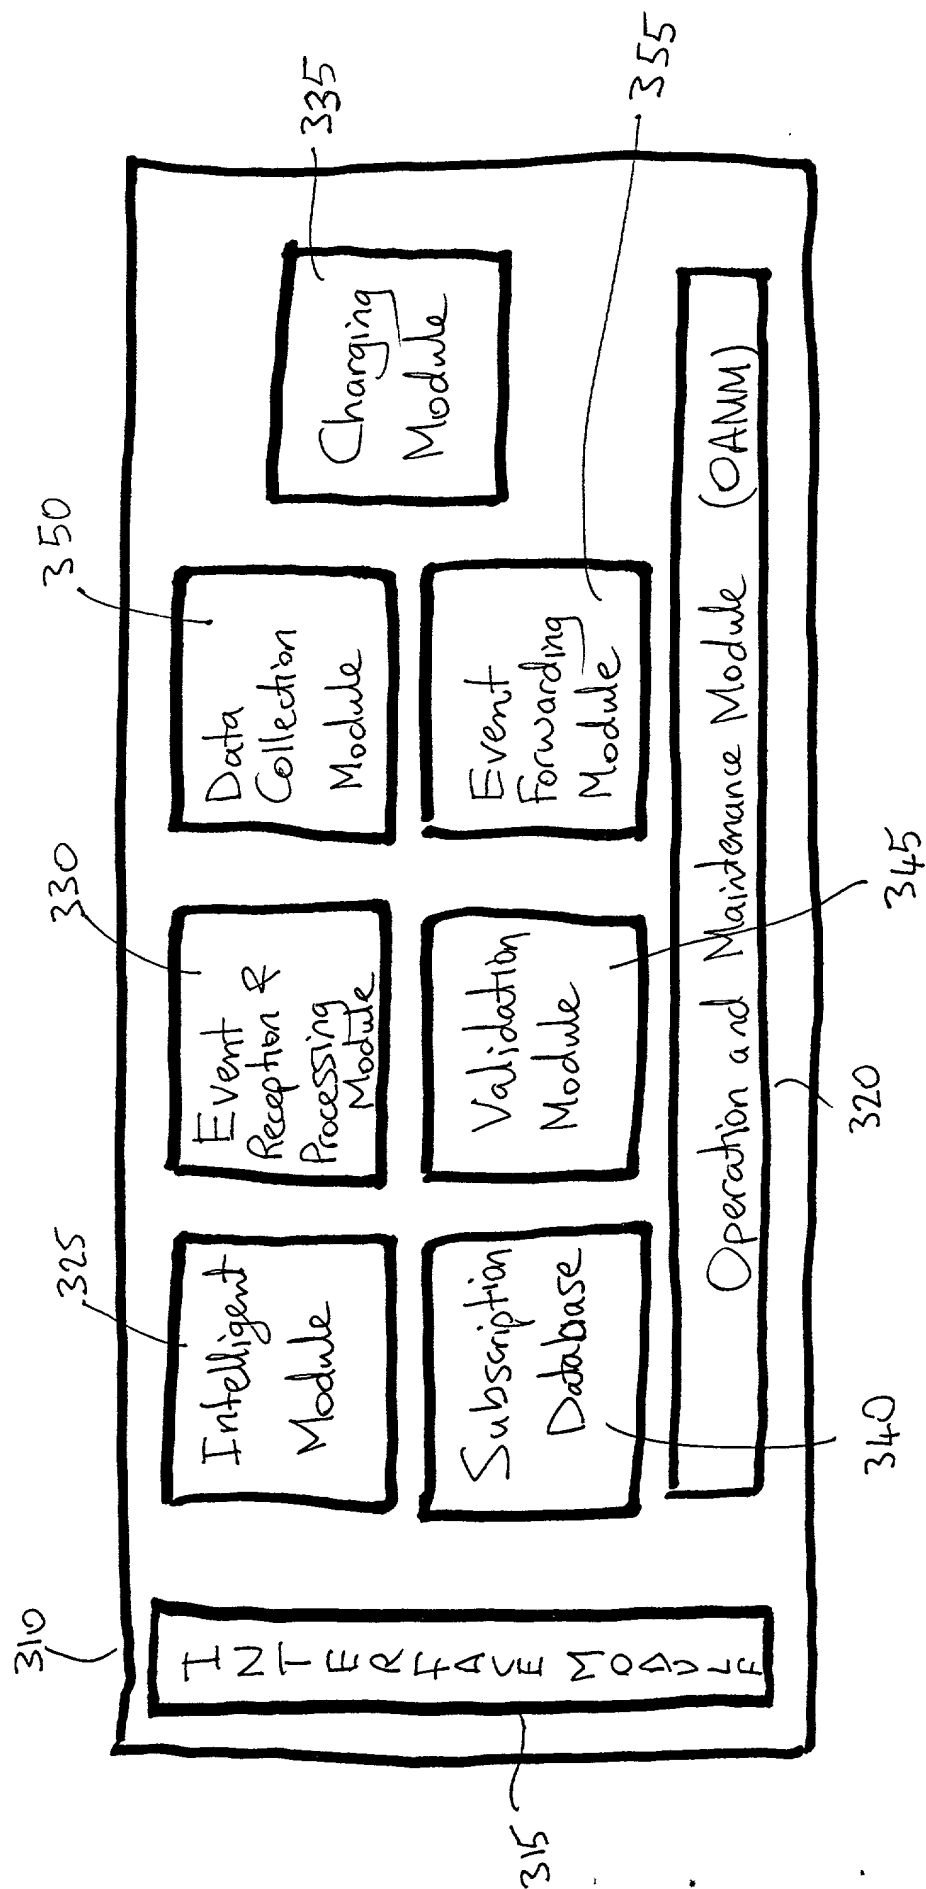 310
325
330
350
335
INTERFACE MODULE
Intelligent
Module
Event
Reception &
Processing
Module
Data
Collection
Module
Charging
Module
Subscription
Database
Validation
Module
Event
Forwarding
Module
Operation and Maintenance Module (OAMM)
315
340
320
345
355